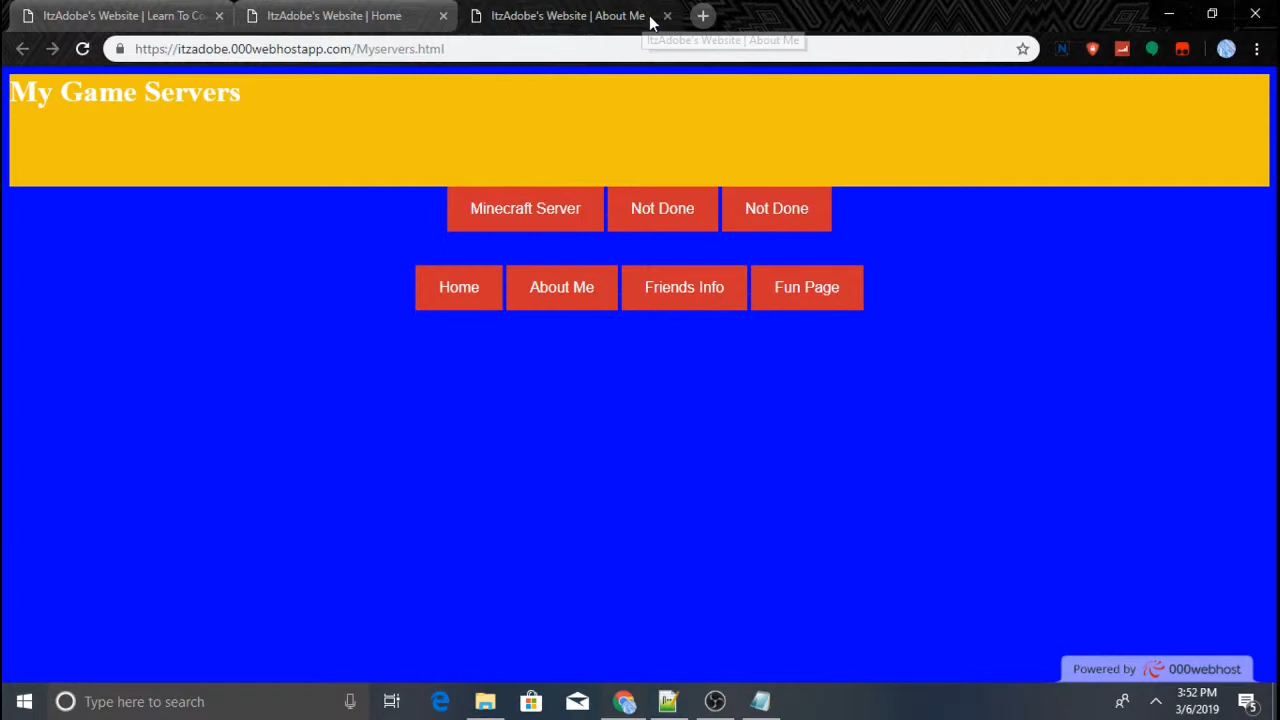 ItzAdobe's Website | Learn To Co
ItzAdobe's Website | Home
ItzAdobe's Website | About Me
https://itzadobe.000webhostapp.com/Myservers.html
ItzAdobe's Website | About Me
My Game Servers
Minecraft Server
Not Done
Not Done
Home
About Me
Friends Info
Fun Page
Powered by 000webhost
Type here to search
3:52 PM
3/6/2019
5